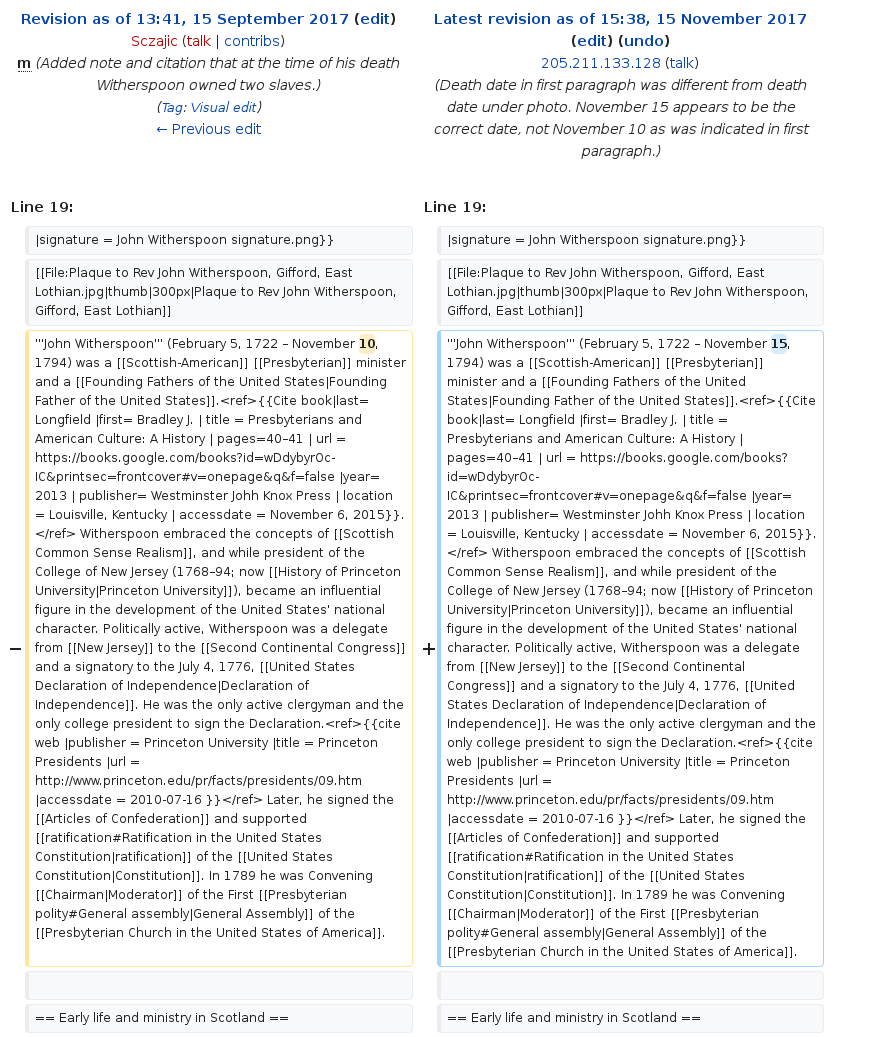 Revision as of 13:41, 15 September 2017 (edit)
Sczajic (talk | contribs)
m (Added note and citation that at the time of his death
Witherspoon owned two slaves.)
(Tag: Visual edit)
← Previous edit
Latest revision as of 15:38, 15 November 2017
(edit) (undo)
205.211.133.128 (talk)
(Death date in first paragraph was different from death
date under photo. November 15 appears to be the
correct date, not November 10 as was indicated in first
paragraph.)
Line 19:
Line 19:
|signature = John Witherspoon signature.png}}
|signature = John Witherspoon signature.png}}
[[File:Plaque to Rev John Witherspoon, Gifford, East
Lothian.jpg|thumb|300px|Plaque to Rev John Witherspoon,
Gifford, East Lothian]]
[[File:Plaque to Rev John Witherspoon, Gifford, East
Lothian.jpg|thumb|300px|Plaque to Rev John Witherspoon,
Gifford, East Lothian]]
−
'''John Witherspoon''' (February 5, 1722 – November 10,
1794) was a [[Scottish-American]] [[Presbyterian]] minister
and a [[Founding Fathers of the United States|Founding
Father of the United States]].<ref>{{Cite book|last=
Longfield |first= Bradley J. | title = Presbyterians and
American Culture: A History | pages=40–41 | url =
https://books.google.com/books?id=wDdybyrOc-
IC&printsec=frontcover#v=onepage&q&f=false |year=
2013 | publisher= Westminster Johh Knox Press | location
= Louisville, Kentucky | accessdate = November 6, 2015}}.
</ref> Witherspoon embraced the concepts of [[Scottish
Common Sense Realism]], and while president of the
College of New Jersey (1768–94; now [[History of Princeton
University|Princeton University]]), became an influential
figure in the development of the United States' national
character. Politically active, Witherspoon was a delegate
from [[New Jersey]] to the [[Second Continental Congress]]
and a signatory to the July 4, 1776, [[United States
Declaration of Independence|Declaration of
Independence]]. He was the only active clergyman and the
only college president to sign the Declaration.<ref>{{cite
web |publisher = Princeton University |title = Princeton
Presidents |url =
http://www.princeton.edu/pr/facts/presidents/09.htm
|accessdate = 2010-07-16 }}</ref> Later, he signed the
[[Articles of Confederation]] and supported
[[ratification#Ratification in the United States
Constitution|ratification]] of the [[United States
Constitution|Constitution]]. In 1789 he was Convening
[[Chairman|Moderator]] of the First [[Presbyterian
polity#General assembly|General Assembly]] of the
[[Presbyterian Church in the United States of America]].
+
'''John Witherspoon''' (February 5, 1722 – November 15,
1794) was a [[Scottish-American]] [[Presbyterian]]
minister and a [[Founding Fathers of the United
States|Founding Father of the United States]].<ref>{{Cite
book|last= Longfield |first= Bradley J. | title =
Presbyterians and American Culture: A History |
pages=40–41 | url = https://books.google.com/books?
id=wDdybyrOc-
IC&printsec=frontcover#v=onepage&q&f=false |year=
2013 | publisher= Westminster Johh Knox Press | location
= Louisville, Kentucky | accessdate = November 6, 2015}}.
</ref> Witherspoon embraced the concepts of [[Scottish
Common Sense Realism]], and while president of the
College of New Jersey (1768–94; now [[History of Princeton
University|Princeton University]]), became an influential
figure in the development of the United States' national
character. Politically active, Witherspoon was a delegate
from [[New Jersey]] to the [[Second Continental
Congress]] and a signatory to the July 4, 1776, [[United
States Declaration of Independence|Declaration of
Independence]]. He was the only active clergyman and the
only college president to sign the Declaration.<ref>{{cite
web |publisher = Princeton University |title = Princeton
Presidents |url =
http://www.princeton.edu/pr/facts/presidents/09.htm
|accessdate = 2010-07-16 }}</ref> Later, he signed the
[[Articles of Confederation]] and supported
[[ratification#Ratification in the United States
Constitution|ratification]] of the [[United States
Constitution|Constitution]]. In 1789 he was Convening
[[Chairman|Moderator]] of the First [[Presbyterian
polity#General assembly|General Assembly]] of the
[[Presbyterian Church in the United States of America]].
== Early life and ministry in Scotland ==
== Early life and ministry in Scotland ==